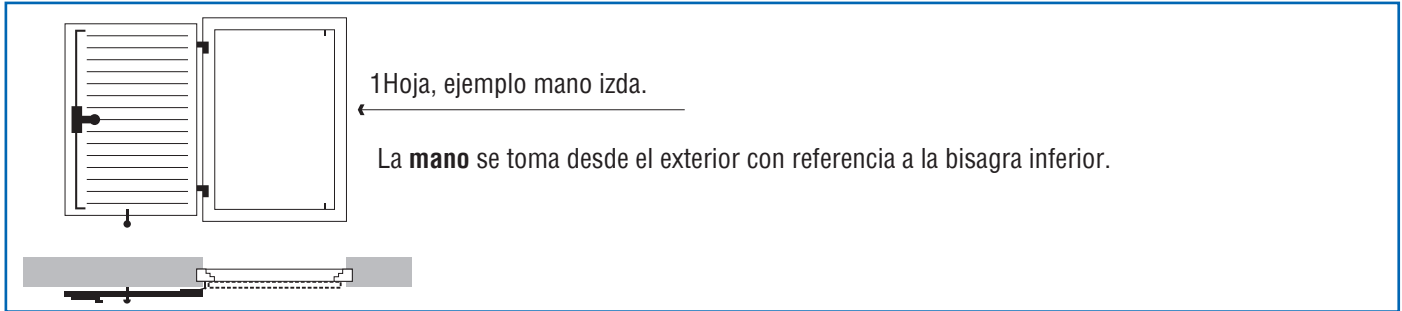 1Hoja, ejemplo mano izda.
La mano se toma desde el exterior con referencia a la bisagra inferior.